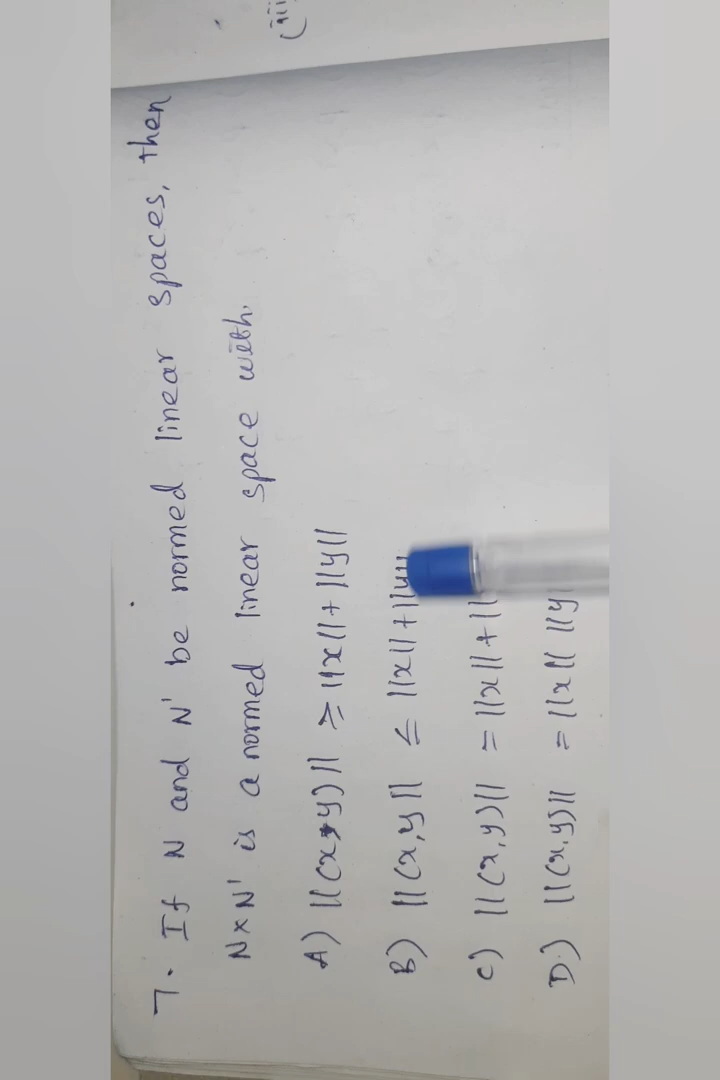 7. If N and N' be normed linear spaces, then
N×N' is a normed linear space with.
A) ||(x,y)|| ≥ ||x||+||y||
B) ||(x,y|| ≤ ||x||+||y||
C) ||(x,y)|| = ||x||+||
D) ||(x,y)|| = ||x|| ||y